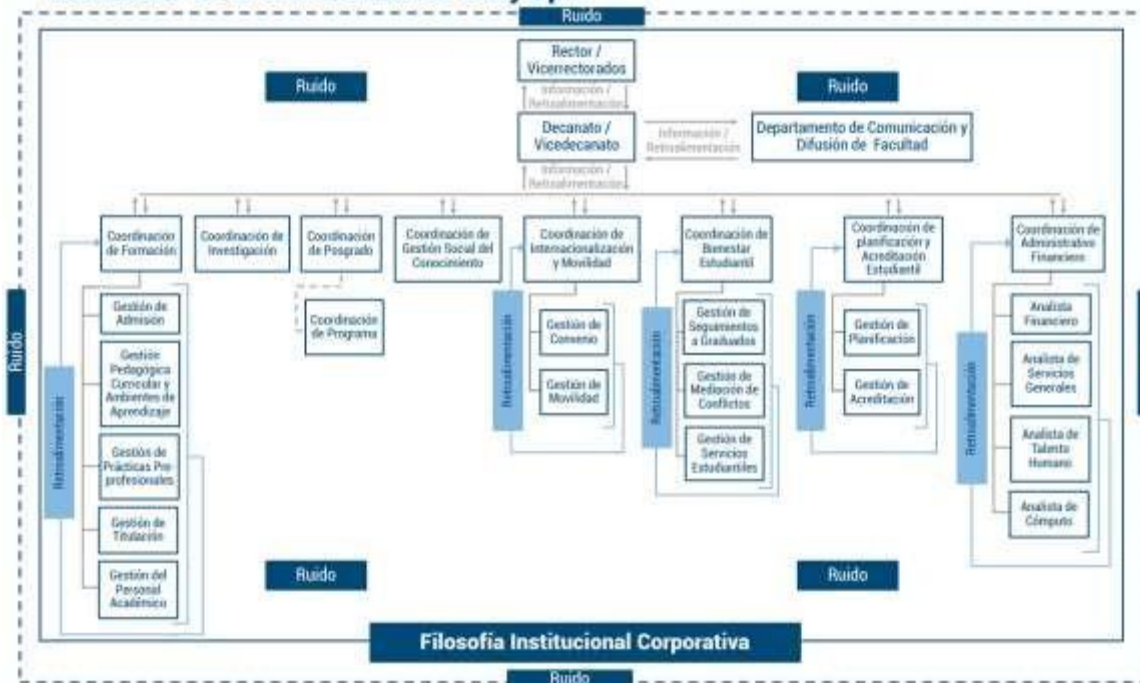 Ruido
Rector /
Vicerrectorados
Ruido
Ruido
Información /
Retroalimentación
Decanato /
Vicedecanato
Información /
Retroalimentación
Departamento de Comunicación y
Difusión de Facultad
Información /
Retroalimentación
Coordinación
de Formación
Coordinación de
Investigación
Coordinación
de Posgrado
Coordinación de
Gestión Social del
Conocimiento
Coordinación de
Internacionalización
y Movilidad
Coordinación de
Bienestar
Estudiantil
Coordinación de
planificación y
Acreditación
Estudiantil
Coordinación de
Administrativo
Financiero
Ruido
Retroalimentación
Gestión de
Admisión
Gestión
Pedagógica
Curricular y
Ambientes de
Aprendizaje
Gestión de
Prácticas Pre-
profesionales
Gestión de
Titulación
Gestión del
Personal
Académico
Coordinación
de Programa
Retroalimentación
Gestión de
Convenio
Gestión de
Movilidad
Retroalimentación
Gestión de
Seguimientos
a Graduados
Gestión de
Mediación de
Conflictos
Gestión de
Servicios
Estudiantiles
Retroalimentación
Gestión de
Planificación
Gestión de
Acreditación
Retroalimentación
Analista
Financiero
Analista de
Servicios
Generales
Analista de
Talento
Humano
Analista de
Cómputo
Ruido
Ruido
Filosofía Institucional Corporativa
Ruido